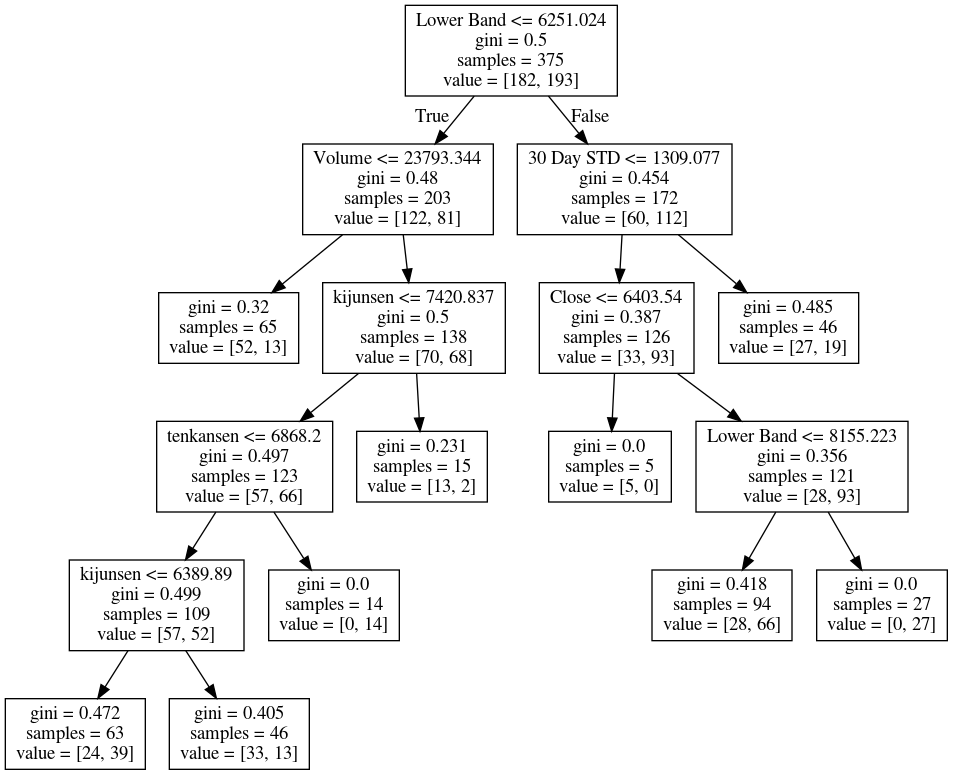 Lower Band <= 6251.024
gini = 0.5
samples = 375
value = [182, 193]
True
False
Volume <= 23793.344
gini = 0.48
samples = 203
value = [122, 81]
30 Day STD <= 1309.077
gini = 0.454
samples = 172
value = [60, 112]
gini = 0.32
samples = 65
value = [52, 13]
kijunsen <= 7420.837
gini = 0.5
samples = 138
value = [70, 68]
Close <= 6403.54
gini = 0.387
samples = 126
value = [33, 93]
gini = 0.485
samples = 46
value = [27, 19]
tenkansen <= 6868.2
gini = 0.497
samples = 123
value = [57, 66]
gini = 0.231
samples = 15
value = [13, 2]
gini = 0.0
samples = 5
value = [5, 0]
Lower Band <= 8155.223
gini = 0.356
samples = 121
value = [28, 93]
kijunsen <= 6389.89
gini = 0.499
samples = 109
value = [57, 52]
gini = 0.0
samples = 14
value = [0, 14]
gini = 0.418
samples = 94
value = [28, 66]
gini = 0.0
samples = 27
value = [0, 27]
gini = 0.472
samples = 63
value = [24, 39]
gini = 0.405
samples = 46
value = [33, 13]